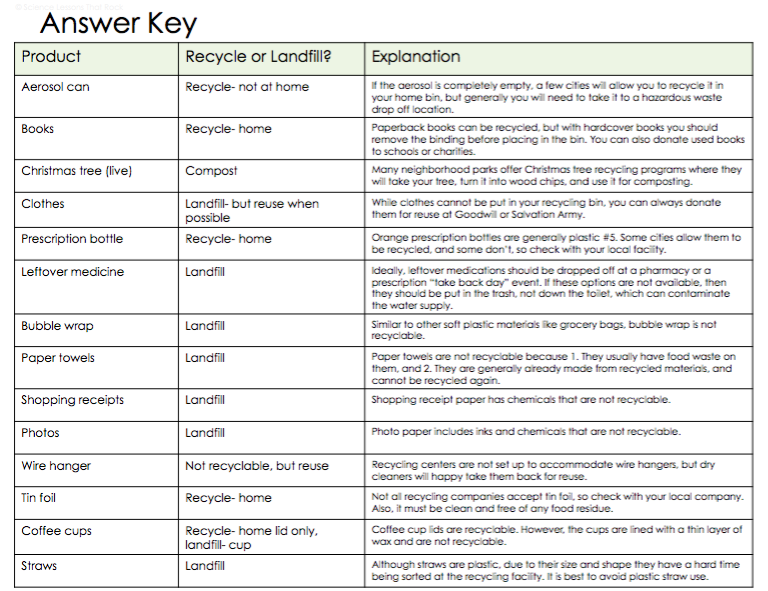 © Science Lessons That Rock
Answer Key
Product Recycle or Landfill? Explanation
Aerosol can Recycle- not at home If the aerosol is completely empty, a few cities will allow you to recycle it in
your home bin, but generally you will need to take it to a hazardous waste
drop off location.
Books Recycle- home Paperback books can be recycled, but with hardcover books you should
remove the binding before placing in the bin. You can also donate used books
to schools or charities.
Christmas tree (live) Compost Many neighborhood parks offer Christmas tree recycling programs where they
will take your tree, turn it into wood chips, and use it for composting.
Clothes Landfill- but reuse when While clothes cannot be put in your recycling bin, you can always donate
possible them for reuse at Goodwill or Salvation Army.
Prescription bottle Recycle- home Orange prescription bottles are generally plastic #5. Some cities allow them to
be recycled, and some don't, so check with your local facility.
Leftover medicine Landfill Ideally, leftover medications should be dropped off at a pharmacy or a
prescription "take back day" event. If these options are not available, then
they should be put in the trash, not down the toilet, which can contaminate
the water supply.
Bubble wrap Landfill Similar to other soft plastic materials like grocery bags, bubble wrap is not
recyclable.
Paper towels Landfill Paper towels are not recyclable because 1. They usually have food waste on
them, and 2. They are generally already made from recycled materials, and
cannot be recycled again.
Shopping receipts Landfill Shopping receipt paper has chemicals that are not recyclable.
Photos Landfill Photo paper includes inks and chemicals that are not recyclable.
Wire hanger Not recyclable, but reuse Recycling centers are not set up to accommodate wire hangers, but dry
cleaners will happy take them back for reuse.
Tin foil Recycle- home Not all recycling companies accept tin foil, so check with your local company.
Also, it must be clean and free of any food residue.
Coffee cups Recycle- home lid only, Coffee cup lids are recyclable. However, the cups are lined with a thin layer of
landfill- cup wax and are not recyclable.
Straws Landfill Although straws are plastic, due to their size and shape they have a hard time
being sorted at the recycling facility. It is best to avoid plastic straw use.